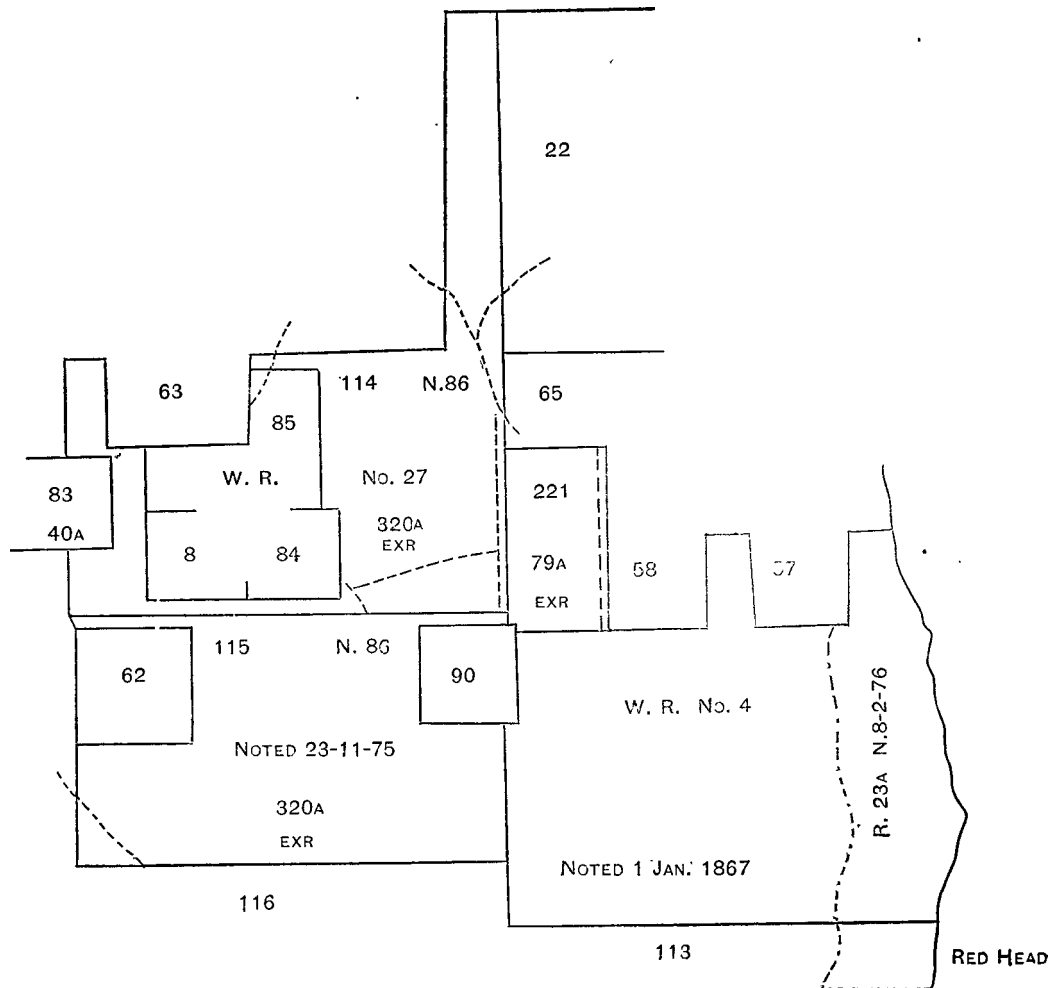 22
63
114 N.86
65
85
W. R.
No. 27
83
40A
320A
EXR
221
79A
EXR
8
84
68
57
115
N. 86
62
90
W. R. No. 4
R. 23A N.8-2-76
NOTED 23-11-75
320A
EXR
NOTED 1 JAN. 1867
116
113
RED HEAD